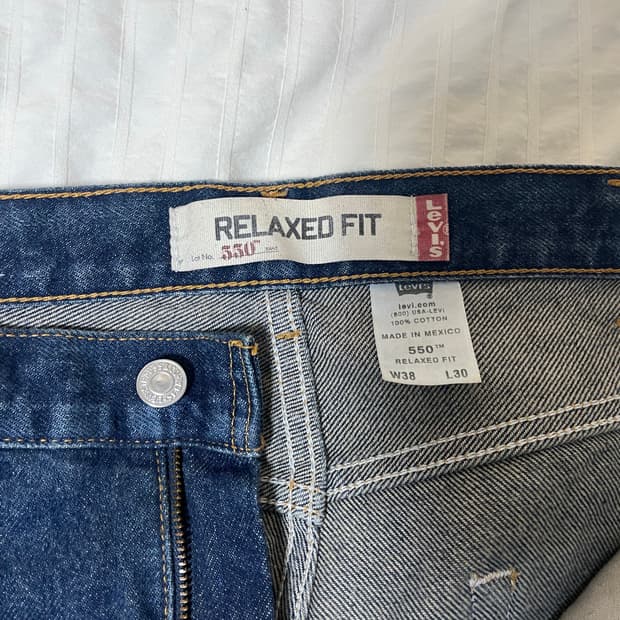 RELAXED FIT
Lot No. 550™
LEVI'S
Levi's
levi.com
(800) USA-LEVI
100% COTTON
MADE IN MEXICO
550™
RELAXED FIT
W38 L30